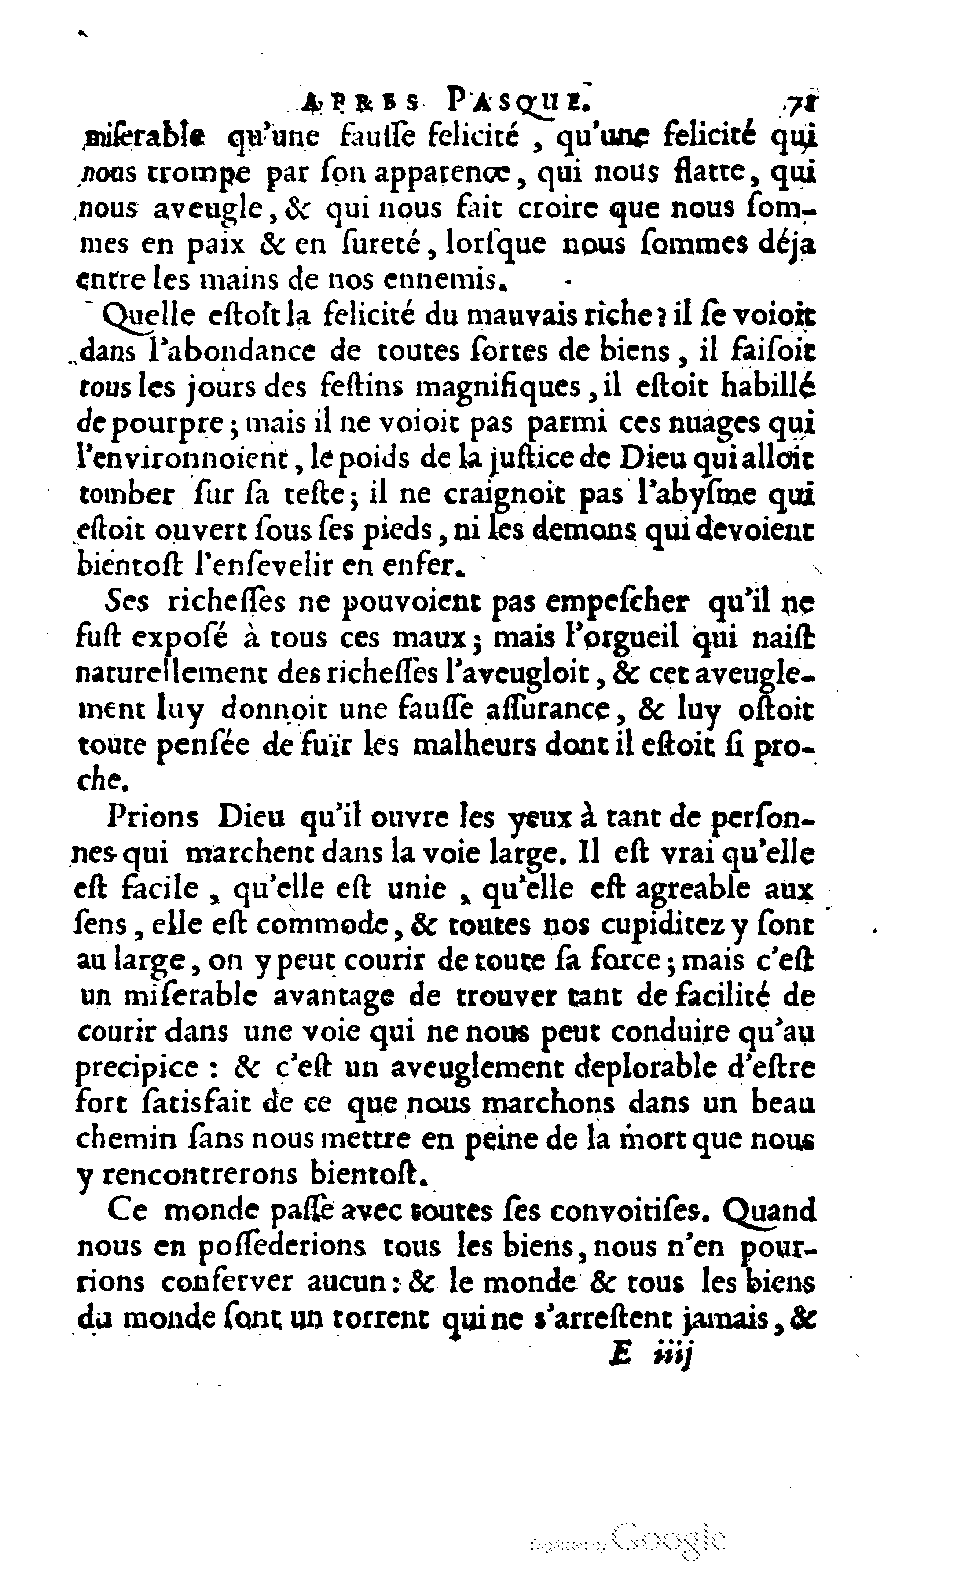 APRES PASQUE. 71
miſerable qu'une fauſſe felicité, qu'une felicité qui
nous trompe par ſon apparence, qui nous flatte, qui
nous aveugle, & qui nous fait croire que nous ſom-
mes en paix & en ſureté, lorſque nous ſommes déja
entre les mains de nos ennemis.
Quelle eſtoit la felicité du mauvais riche? il ſe voioit
dans l'abondance de toutes ſortes de biens, il faiſoit
tous les jours des feſtins magnifiques, il eſtoit habillé
de pourpre; mais il ne voioit pas parmi ces nuages qui
l'environnoient, le poids de la juſtice de Dieu qui alloit
tomber ſur ſa teſte; il ne craignoit pas l'abyſme qui
eſtoit ouvert ſous ſes pieds, ni les demons qui devoient
bientoſt l'enſevelir en enfer.
Ses richeſſes ne pouvoient pas empeſcher qu'il ne
fuſt expoſé à tous ces maux; mais l'orgueil qui naiſt
naturellement des richeſſes l'aveugloit, & cet aveugle-
ment luy donnoit une fauſſe aſſurance, & luy oſtoit
toute penſée de fuïr les malheurs dont il eſtoit ſi pro-
che.
Prions Dieu qu'il ouvre les yeux à tant de perſon-
nes qui marchent dans la voie large. Il eſt vrai qu'elle
eſt facile, qu'elle eſt unie, qu'elle eſt agreable aux
ſens, elle eſt commode, & toutes nos cupiditez y ſont
au large, on y peut courir de toute ſa force; mais c'eſt
un miſerable avantage de trouver tant de facilité de
courir dans une voie qui ne nous peut conduire qu'au
precipice : & c'eſt un aveuglement deplorable d'eſtre
fort ſatisfait de ce que nous marchons dans un beau
chemin ſans nous mettre en peine de la mort que nous
y rencontrerons bientoſt.
Ce monde paſſe avec toutes ſes convoitiſes. Quand
nous en poſſederions tous les biens, nous n'en pour-
rions conſerver aucun: & le monde & tous les biens
du monde ſont un torrent qui ne s'arreſtent jamais, &
E iiij
Digitized by Google